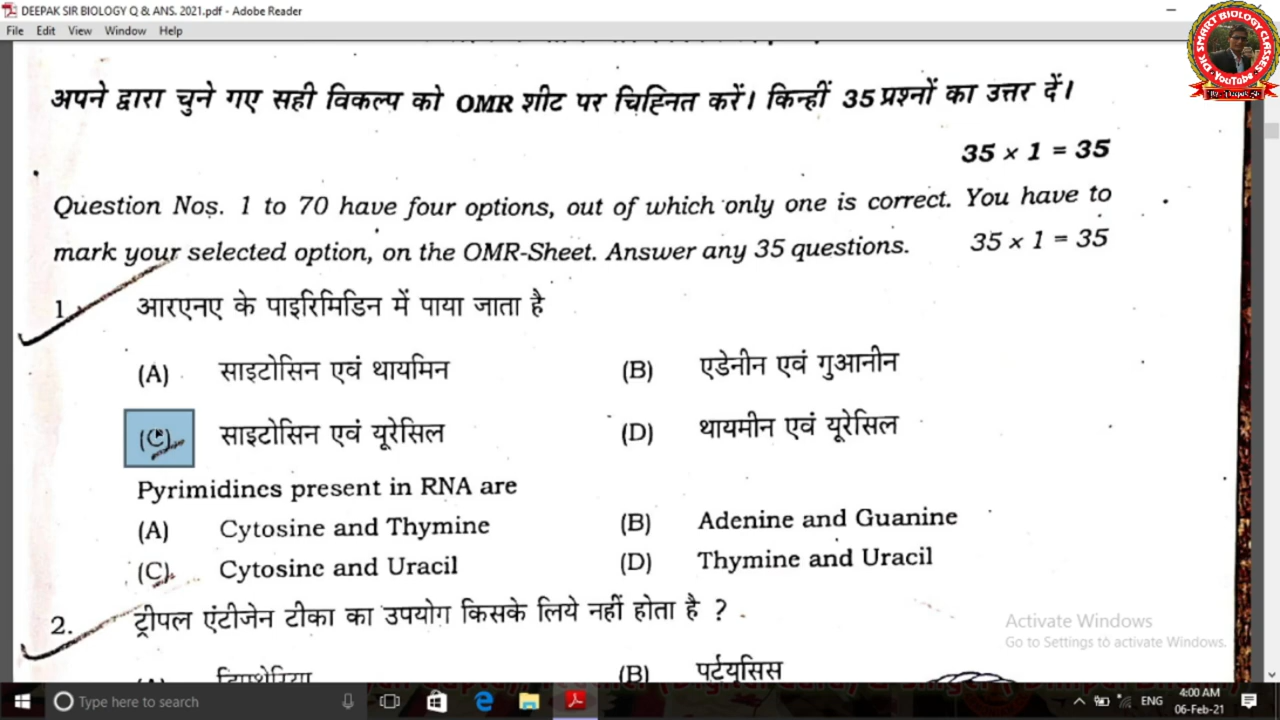 DEEPAK SIR BIOLOGY Q & ANS. 2021.pdf - Adobe Reader
File Edit View Window Help
DK SMART BIOLOGY CLASSES
YouTube
अपने द्वारा चुने गए सही विकल्प को OMR शीट पर चिह्नित करें। किन्हीं 35 प्रश्नों का उत्तर दें।
35 × 1 = 35
Question Nos. 1 to 70 have four options, out of which only one is correct. You have to
mark your selected option, on the OMR-Sheet. Answer any 35 questions. 35 × 1 = 35
1. आरएनए के पाइरिमिडिन में पाया जाता है
(A) साइटोसिन एवं थायमिन (B) एडेनीन एवं गुआनीन
(C) साइटोसिन एवं यूरेसिल (D) थायमीन एवं यूरेसिल
Pyrimidines present in RNA are
(A) Cytosine and Thymine (B) Adenine and Guanine
(C) Cytosine and Uracil (D) Thymine and Uracil
2. ट्रीपल एंटीजेन टीका का उपयोग किसके लिये नहीं होता है ?
(B) पर्टयूसिस
Activate Windows
Go to Settings to activate Windows.
Type here to search
ENG
4:00 AM
06-Feb-21